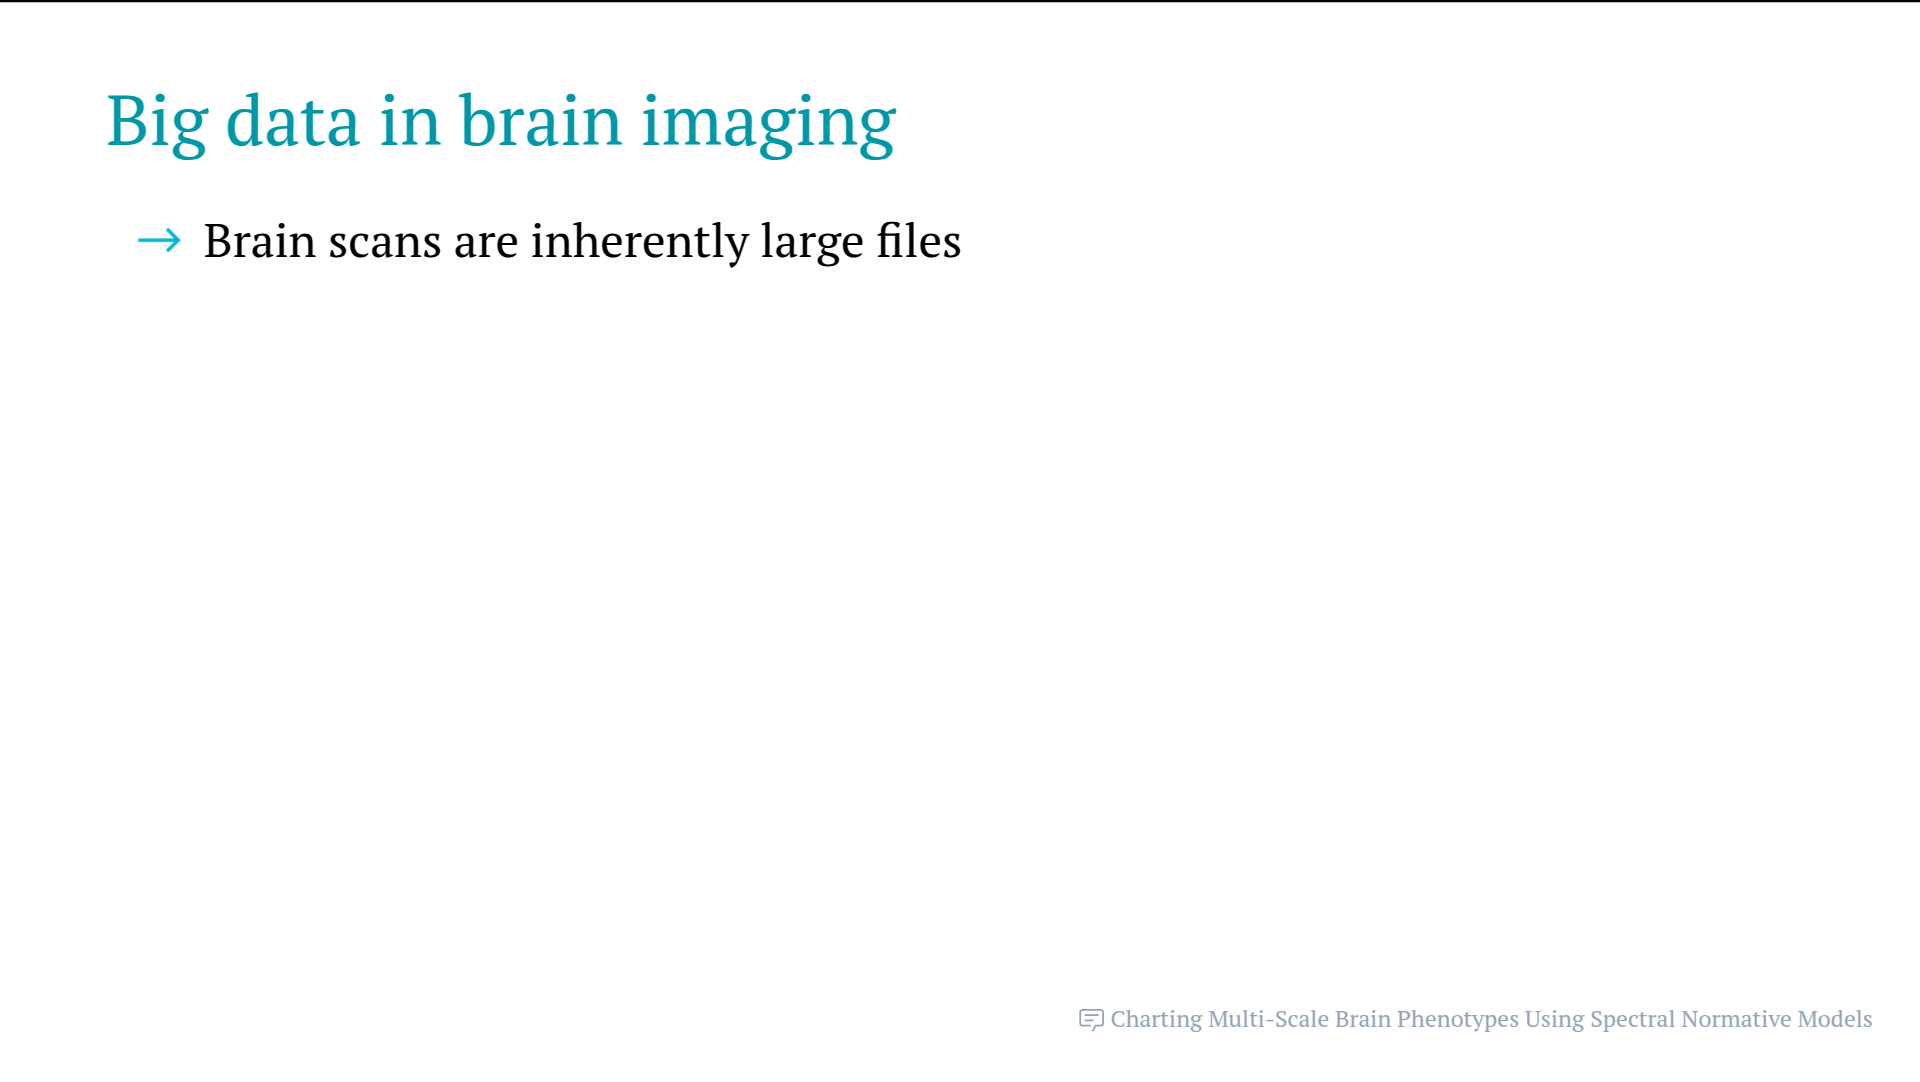 Big data in brain imaging
→ Brain scans are inherently large files
Charting Multi-Scale Brain Phenotypes Using Spectral Normative Models